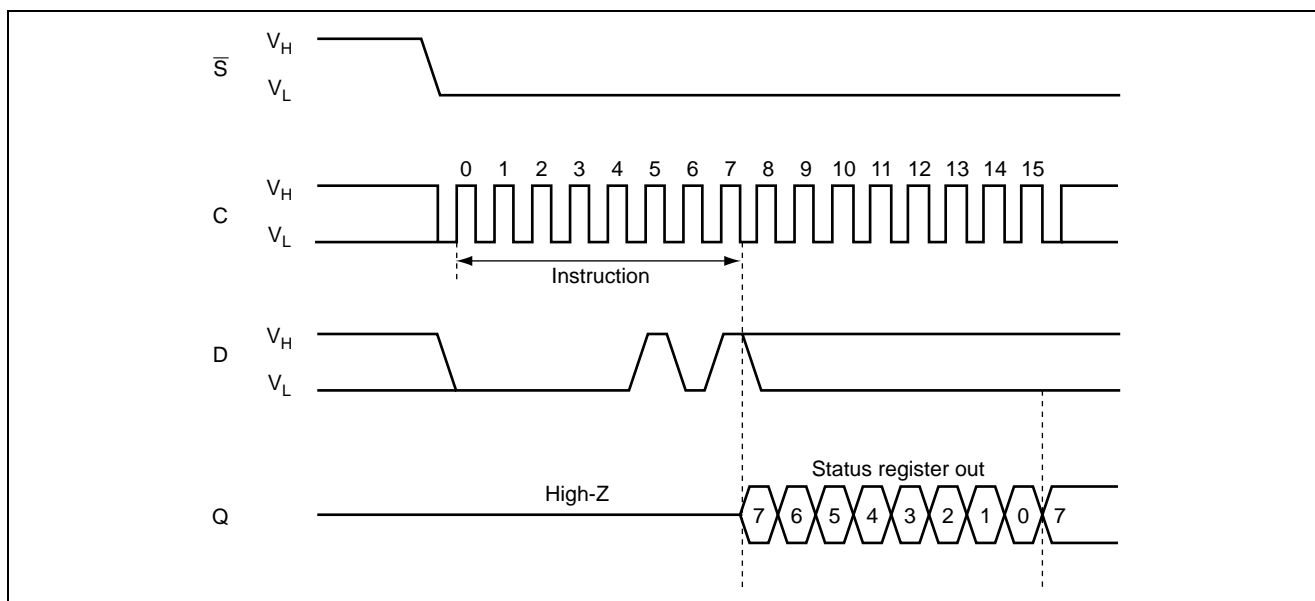 S̅
V_H
V_L
0 1 2 3 4 5 6 7 8 9 10 11 12 13 14 15
C
V_H
V_L
Instruction
D
V_H
V_L
Status register out
High-Z
Q
7 6 5 4 3 2 1 0 7